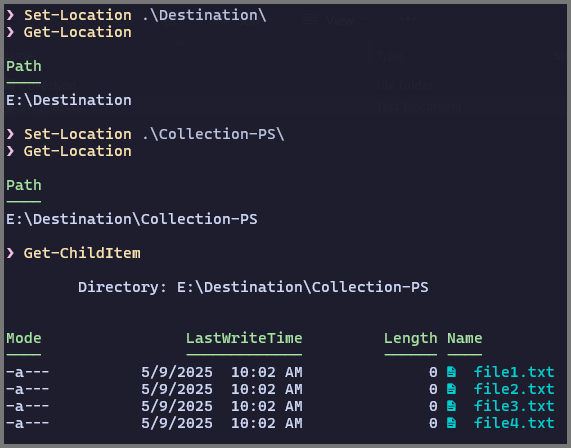 ❯ Set-Location .\Destination\
❯ Get-Location
Path
----
E:\Destination
❯ Set-Location .\Collection-PS\
❯ Get-Location
Path
----
E:\Destination\Collection-PS
❯ Get-ChildItem
Directory: E:\Destination\Collection-PS
Mode LastWriteTime Length Name
---- ------------- ------ ----
-a--- 5/9/2025 10:02 AM 0 file1.txt
-a--- 5/9/2025 10:02 AM 0 file2.txt
-a--- 5/9/2025 10:02 AM 0 file3.txt
-a--- 5/9/2025 10:02 AM 0 file4.txt